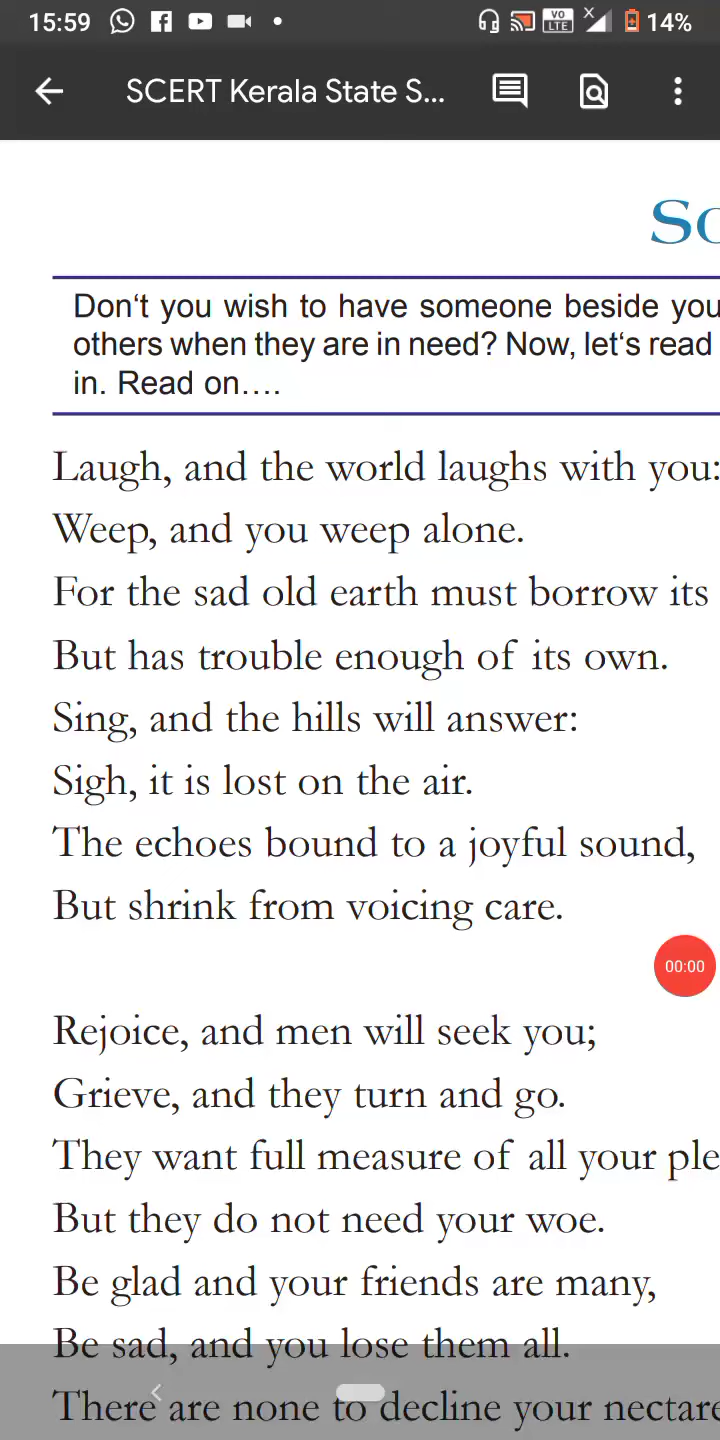 15:59 VO LTE X 14%
SCERT Kerala State S...
So
Don‘t you wish to have someone beside you
others when they are in need? Now, let‘s read
in. Read on....
Laugh, and the world laughs with you:
Weep, and you weep alone.
For the sad old earth must borrow its
But has trouble enough of its own.
Sing, and the hills will answer:
Sigh, it is lost on the air.
The echoes bound to a joyful sound,
But shrink from voicing care.
00:00
Rejoice, and men will seek you;
Grieve, and they turn and go.
They want full measure of all your ple
But they do not need your woe.
Be glad and your friends are many,
Be sad, and you lose them all.
There are none to decline your nectare